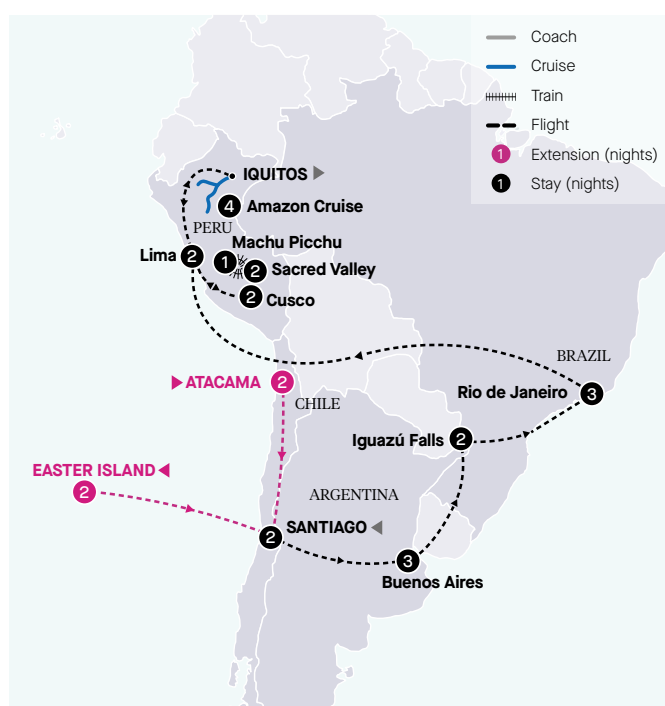 Coach
Cruise
Train
Flight
1 Extension (nights)
1 Stay (nights)
IQUITOS
4 Amazon Cruise
PERU
Machu Picchu
Lima 2
1
2 Sacred Valley
2 Cusco
BRAZIL
ATACAMA 2
CHILE
Rio de Janeiro 3
Iguazú Falls 2
EASTER ISLAND
2
ARGENTINA
SANTIAGO
2
3
Buenos Aires